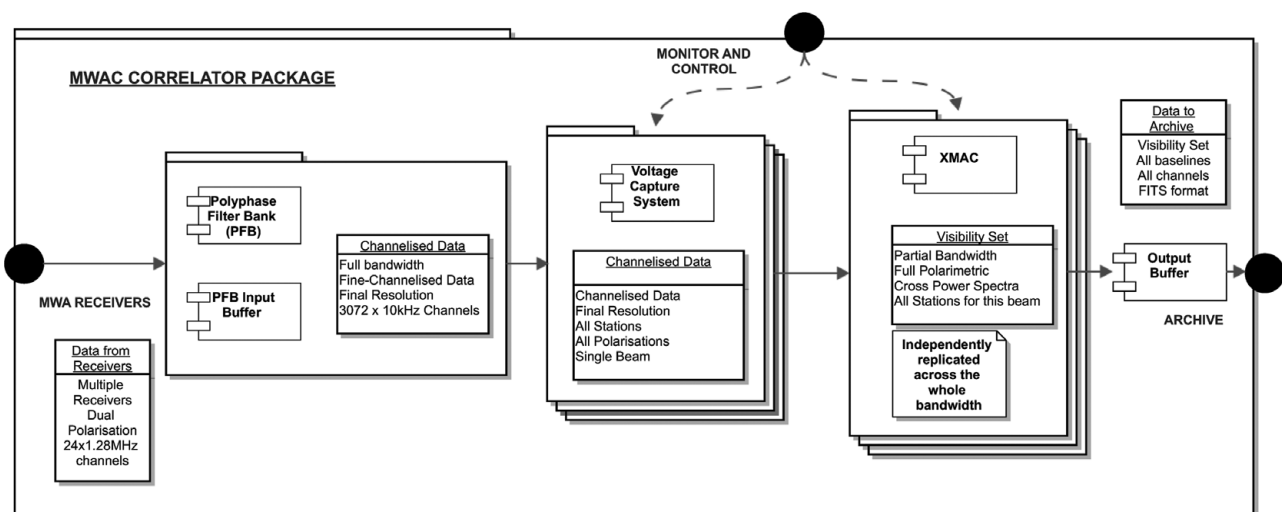 MWAC CORRELATOR PACKAGE
MONITOR AND
CONTROL
MWA RECEIVERS
Data from
Receivers
Multiple
Receivers
Dual
Polarisation
24x1.28MHz
channels
Polyphase
Filter Bank
(PFB)
PFB Input
Buffer
Channelised Data
Full bandwidth
Fine-Channelised Data
Final Resolution
3072 x 10kHz Channels
Voltage
Capture
System
Channelised Data
Channelised Data
Final Resolution
All Stations
All Polarisations
Single Beam
XMAC
Visibility Set
Partial Bandwidth
Full Polarimetric
Cross Power Spectra
All Stations for this beam
Independently
replicated
across the
whole
bandwidth
Data to
Archive
Visibility Set
All baselines
All channels
FITS format
Output
Buffer
ARCHIVE